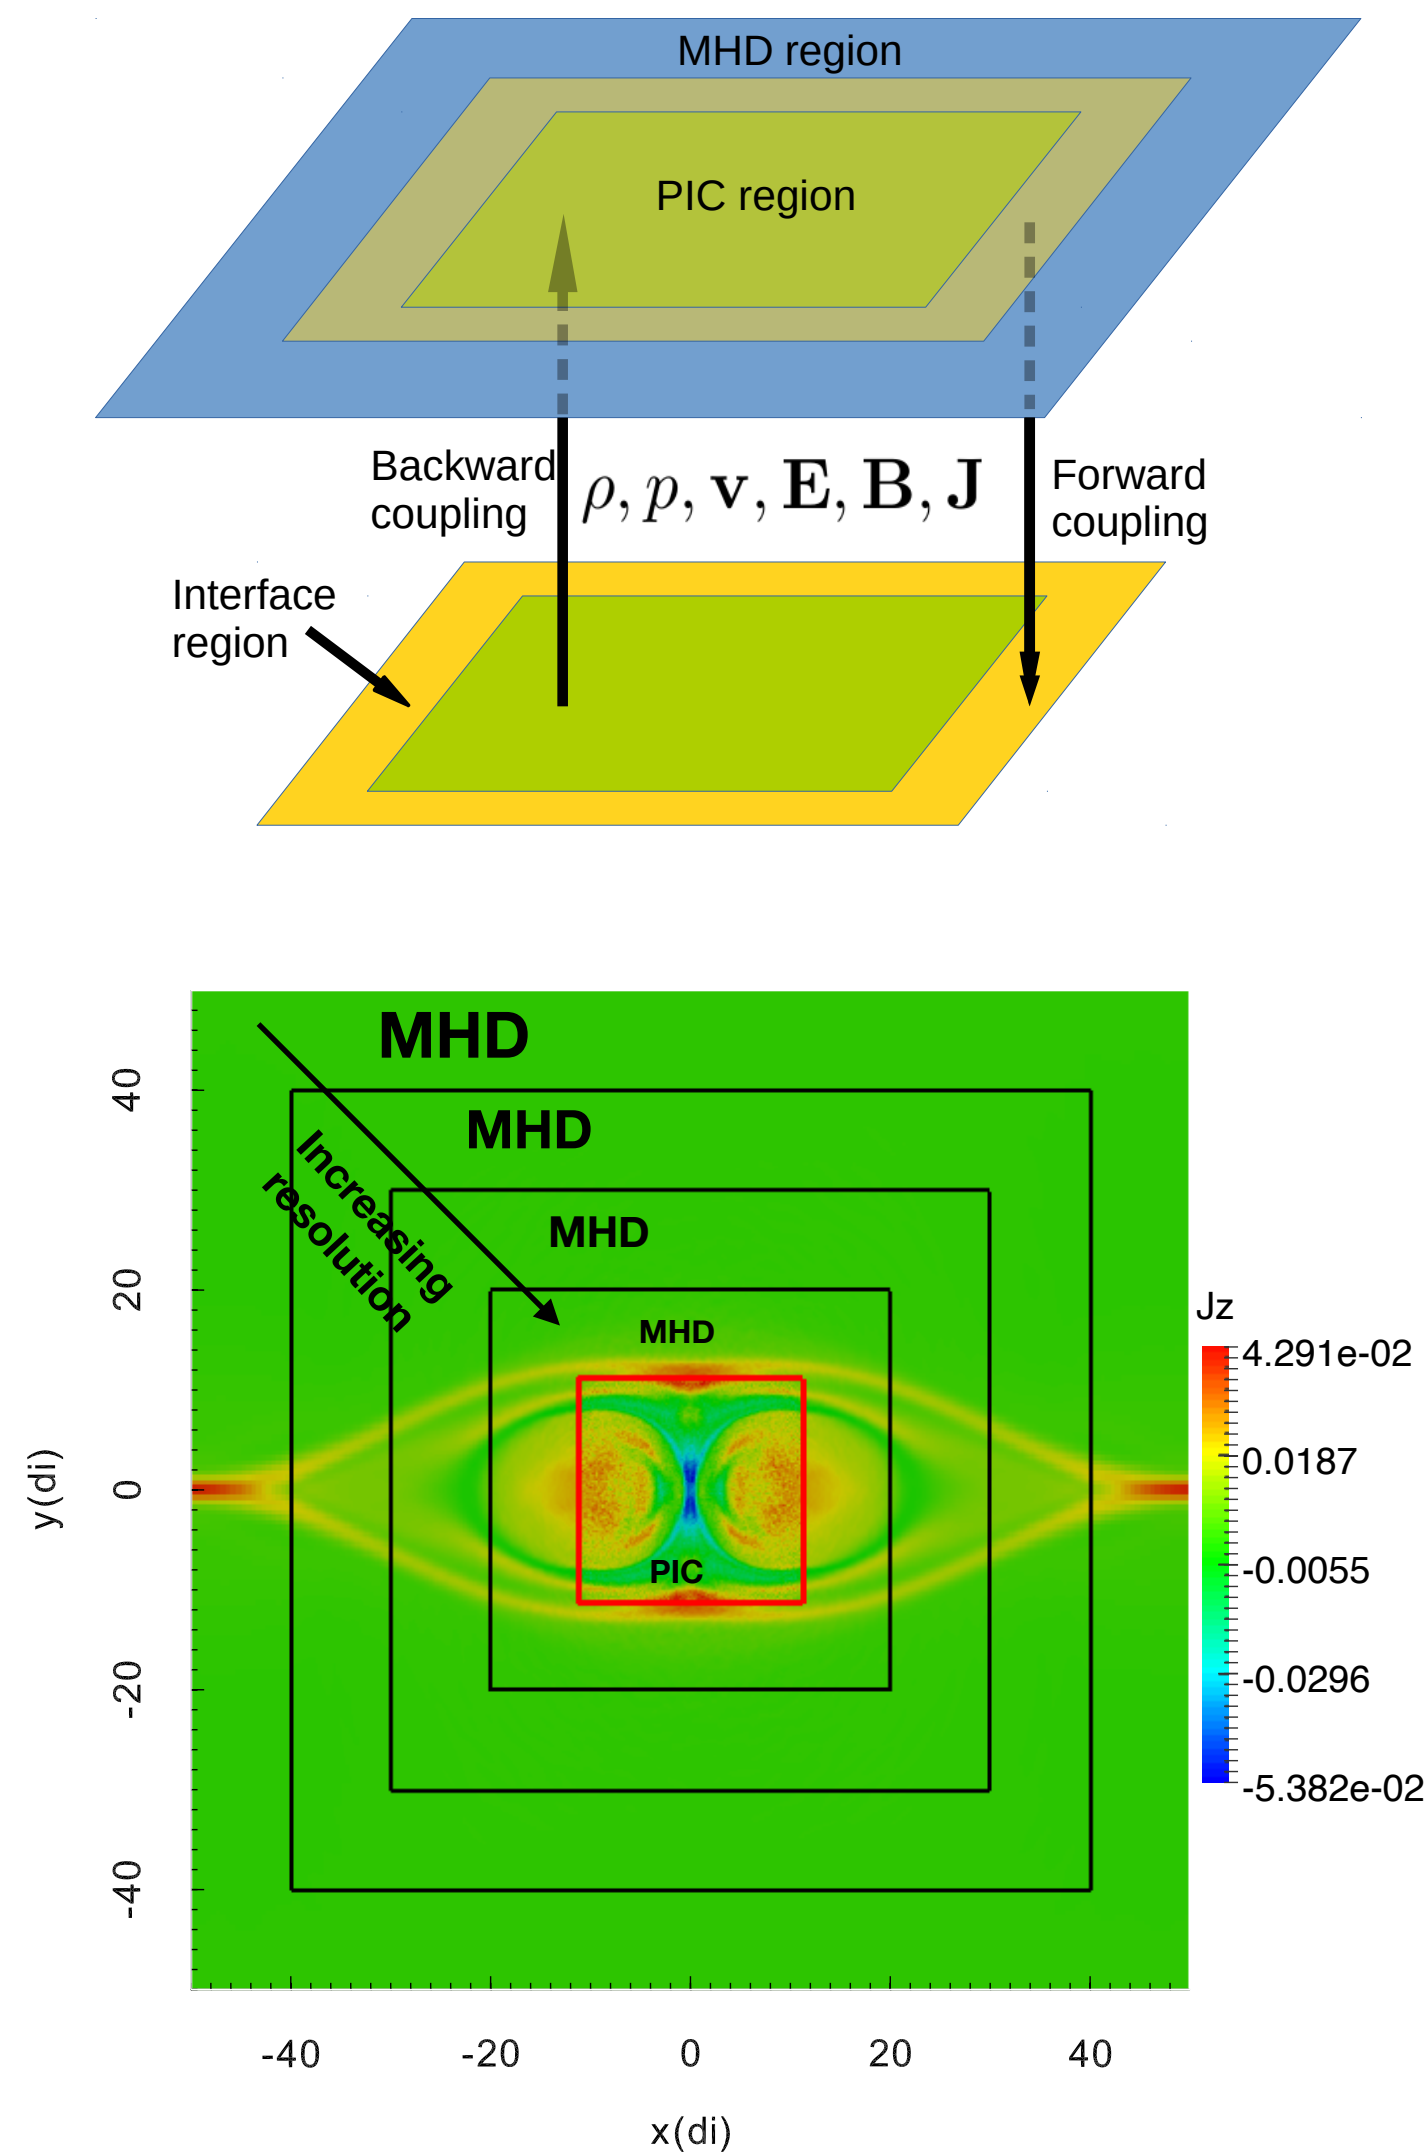 MHD region
PIC region
Backward
coupling
ρ, p, v, E, B, J
Forward
coupling
Interface
region
MHD
MHD
MHD
MHD
Increasing
resolution
PIC
40
20
0
-20
-40
y(di)
-40
-20
0
20
40
x(di)
Jz
4.291e-02
0.0187
-0.0055
-0.0296
-5.382e-02